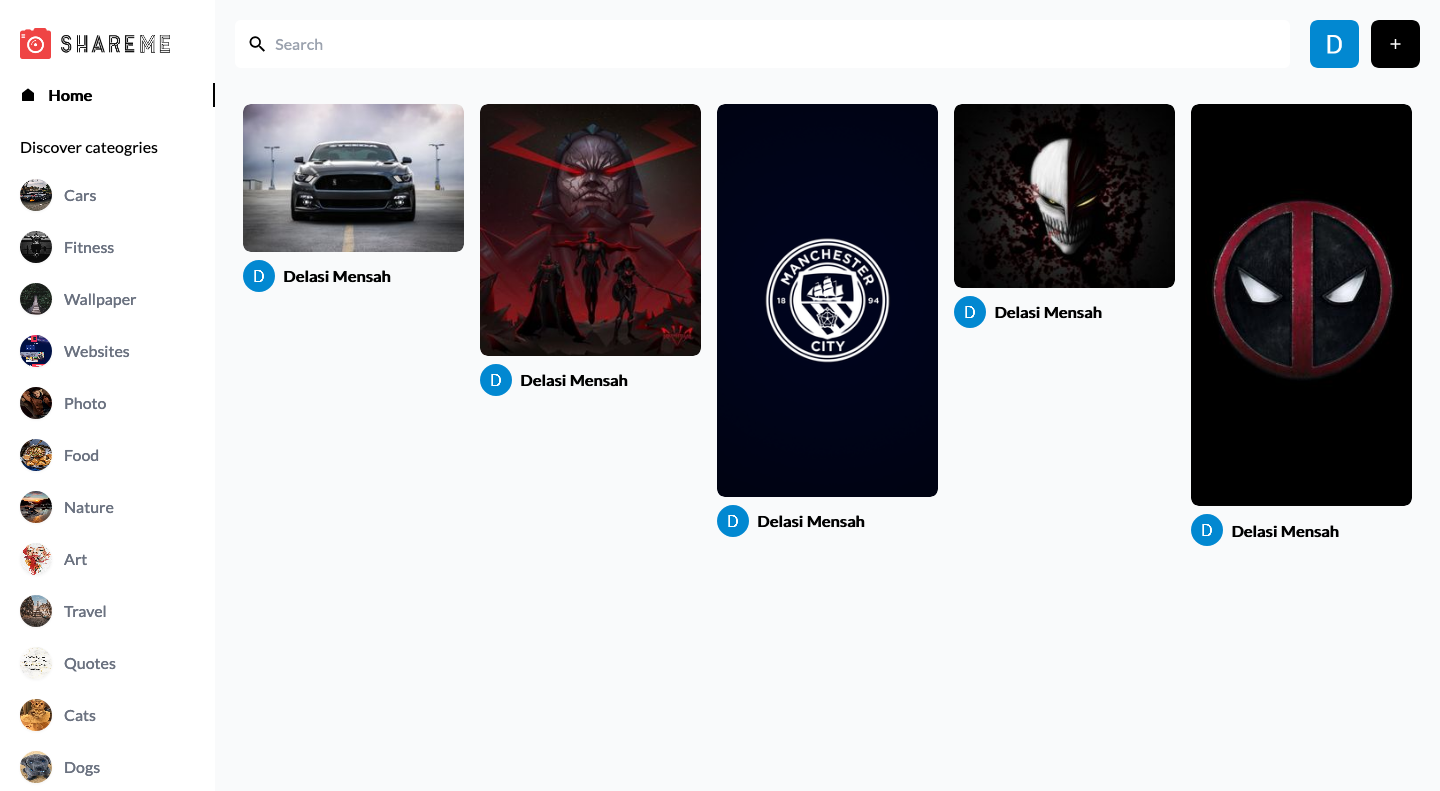 SHAREME
Home
Discover cateogries
Cars
Fitness
Wallpaper
Websites
Photo
Food
Nature
Art
Travel
Quotes
Cats
Dogs
Search
D
+
D Delasi Mensah
D Delasi Mensah
MANCHESTER
18 94
CITY
D Delasi Mensah
D Delasi Mensah
D Delasi Mensah